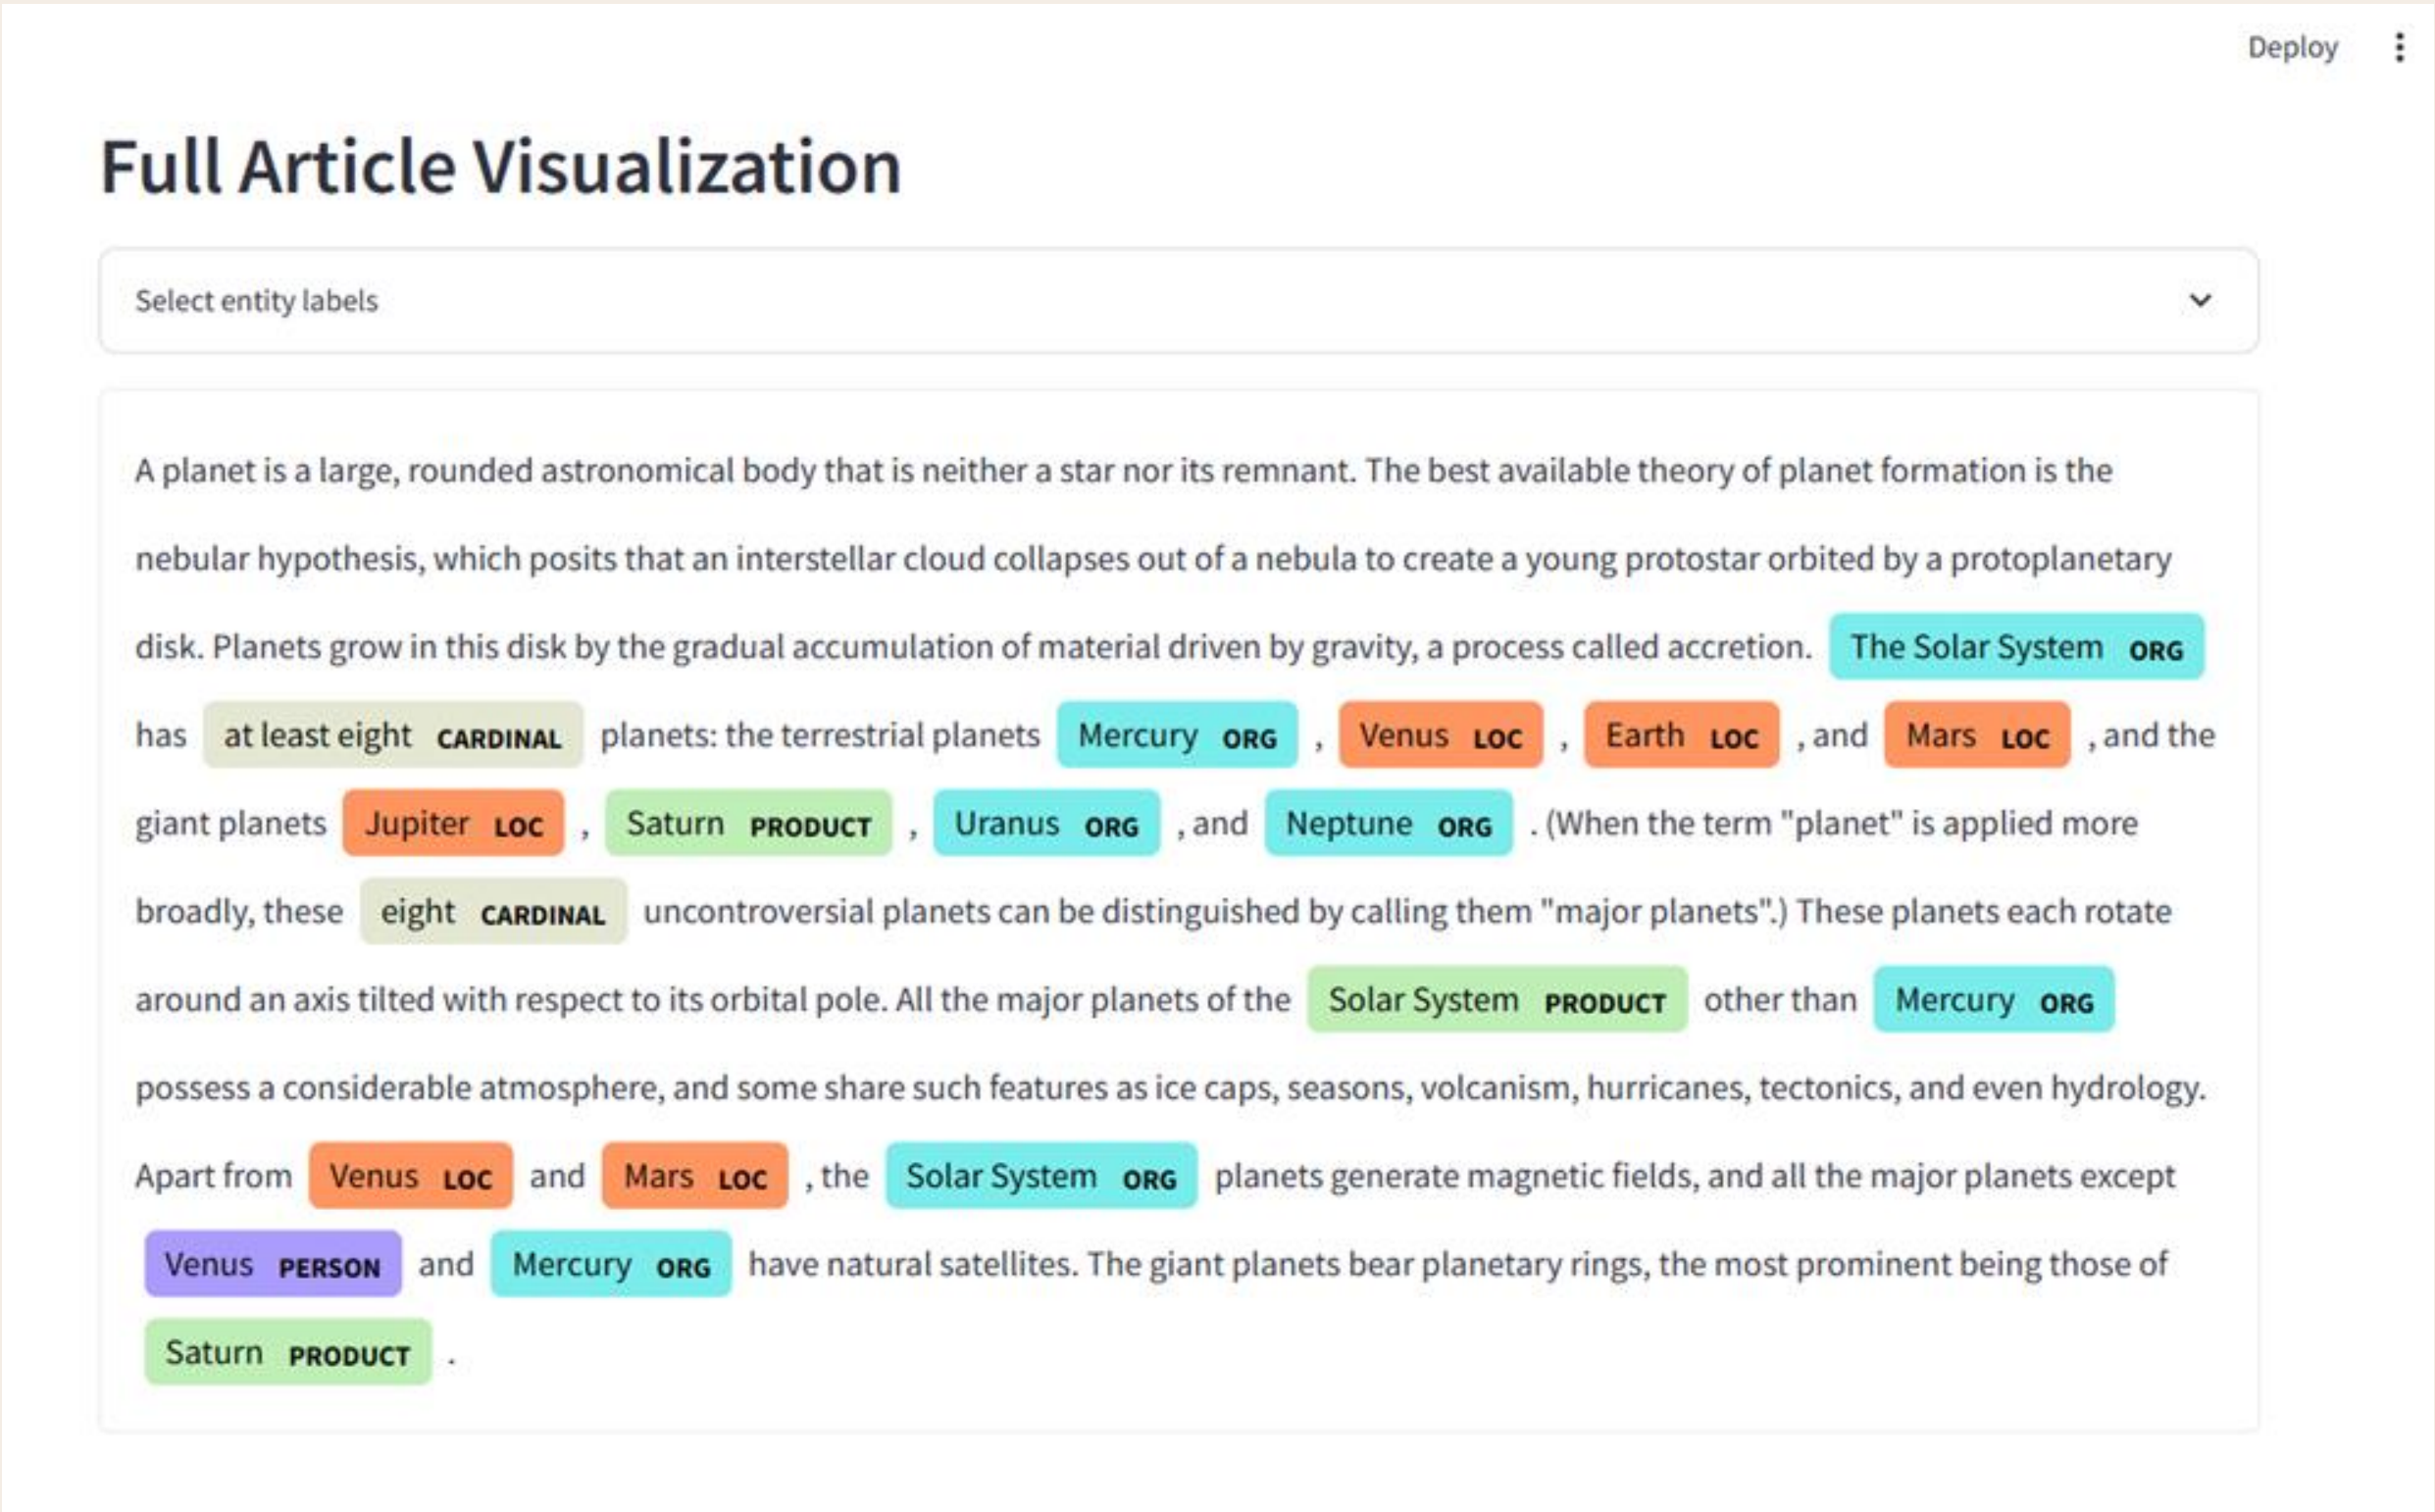 Deploy
Full Article Visualization
Select entity labels
A planet is a large, rounded astronomical body that is neither a star nor its remnant. The best available theory of planet formation is the
nebular hypothesis, which posits that an interstellar cloud collapses out of a nebula to create a young protostar orbited by a protoplanetary
disk. Planets grow in this disk by the gradual accumulation of material driven by gravity, a process called accretion. The Solar System ORG
has at least eight CARDINAL planets: the terrestrial planets Mercury ORG , Venus LOC , Earth LOC , and Mars LOC , and the
giant planets Jupiter LOC , Saturn PRODUCT , Uranus ORG , and Neptune ORG . (When the term "planet" is applied more
broadly, these eight CARDINAL uncontroversial planets can be distinguished by calling them "major planets".) These planets each rotate
around an axis tilted with respect to its orbital pole. All the major planets of the Solar System PRODUCT other than Mercury ORG
possess a considerable atmosphere, and some share such features as ice caps, seasons, volcanism, hurricanes, tectonics, and even hydrology.
Apart from Venus LOC and Mars LOC , the Solar System ORG planets generate magnetic fields, and all the major planets except
Venus PERSON and Mercury ORG have natural satellites. The giant planets bear planetary rings, the most prominent being those of
Saturn PRODUCT .